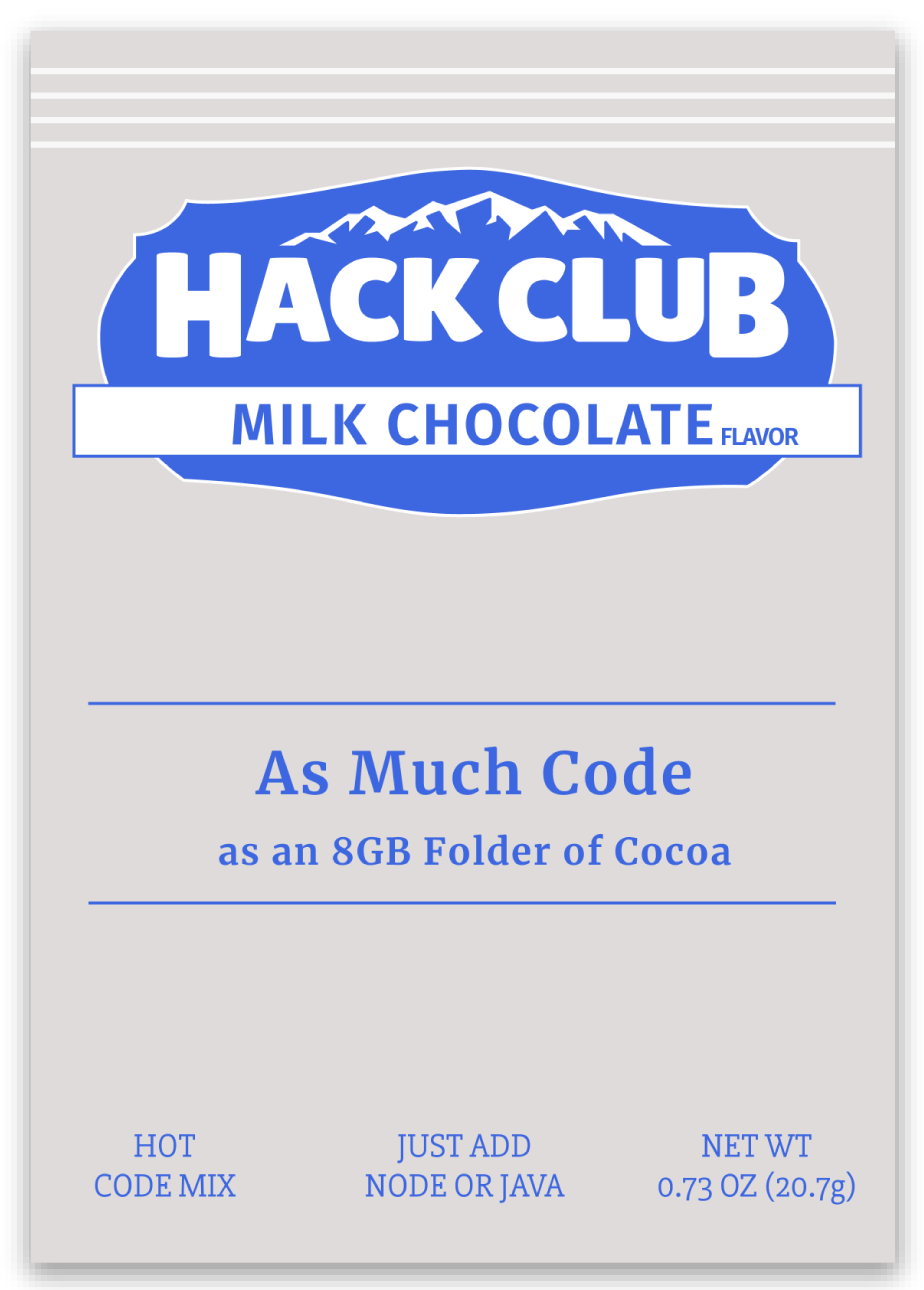 HACK CLUB
MILK CHOCOLATE FLAVOR
As Much Code
as an 8GB Folder of Cocoa
HOT
CODE MIX
JUST ADD
NODE OR JAVA
NET WT
0.73 OZ (20.7g)